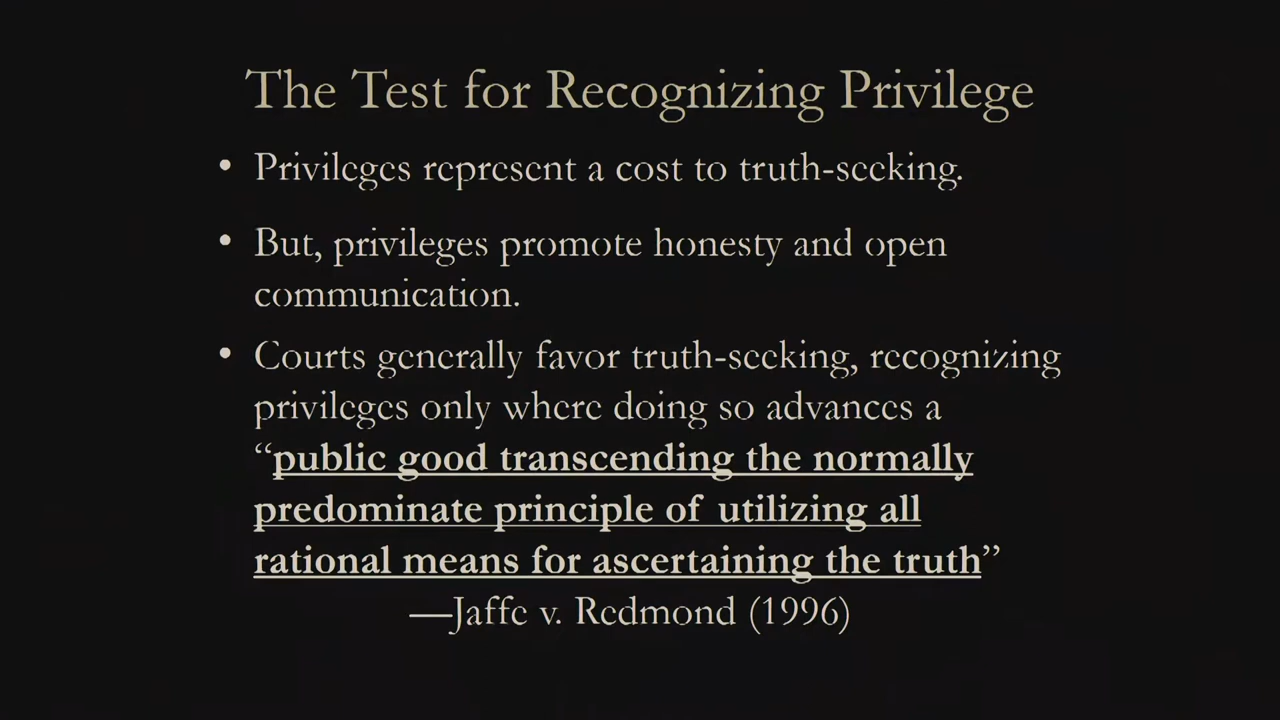 The Test for Recognizing Privilege
• Privileges represent a cost to truth-seeking.
• But, privileges promote honesty and open
communication.
• Courts generally favor truth-seeking, recognizing
privileges only where doing so advances a
“public good transcending the normally
predominate principle of utilizing all
rational means for ascertaining the truth”
—Jaffe v. Redmond (1996)